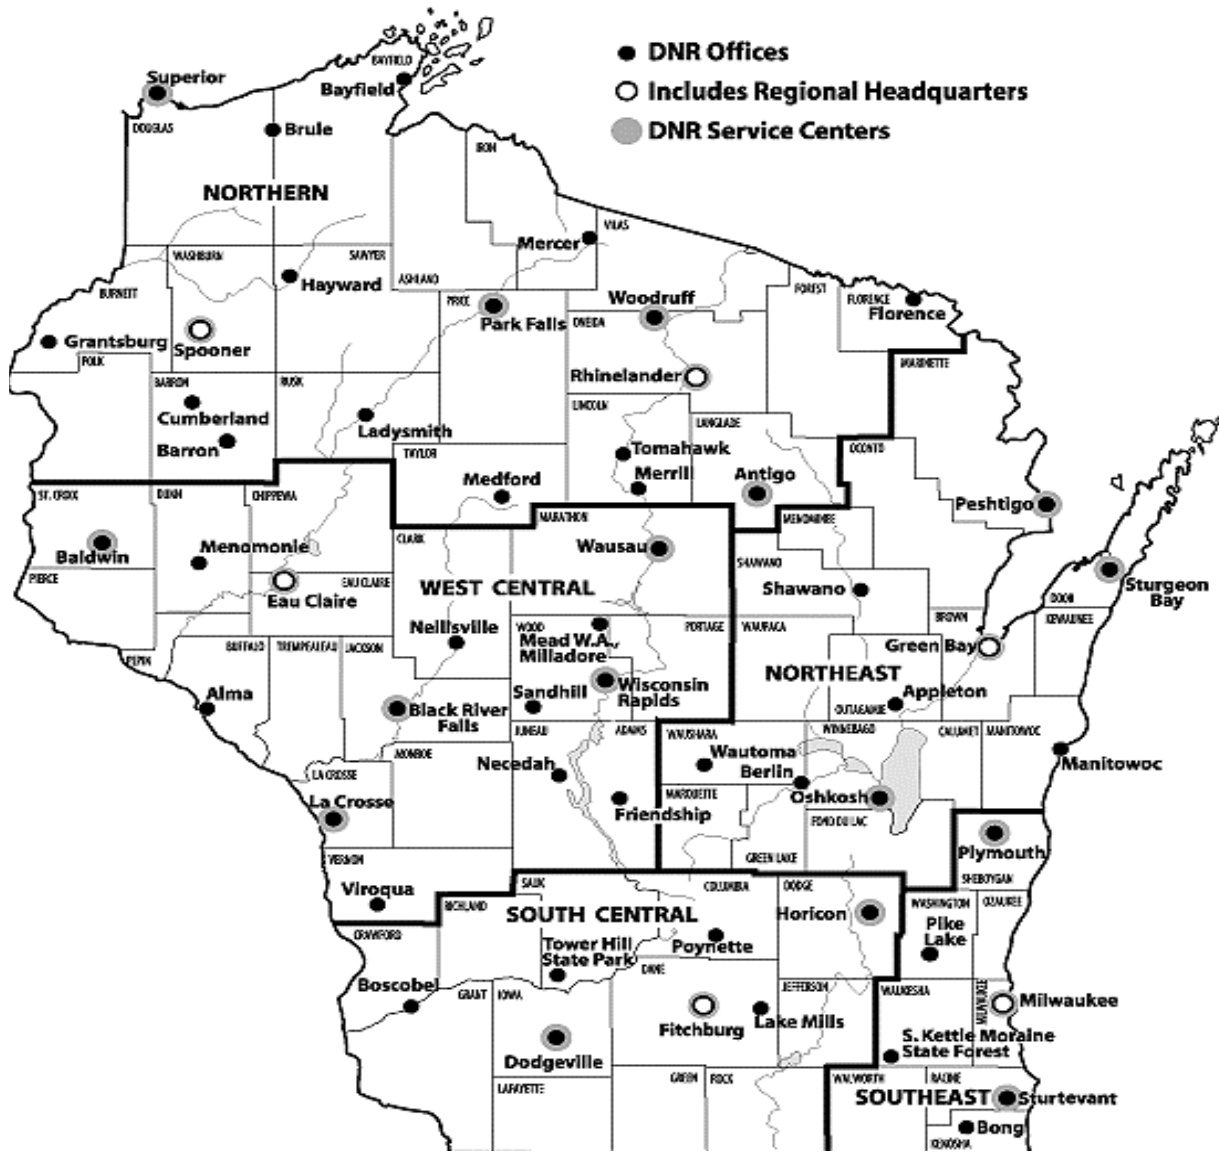 DNR Offices
Includes Regional Headquarters
DNR Service Centers
Superior
BAYFIELD
Bayfield
DOUGLAS
Brule
IRON
NORTHERN
VILAS
Mercer
WASHBURN
SAWYER
ASHLAND
Hayward
BURNETT
FOREST
FLORENCE
Florence
PRICE
Park Falls
Woodruff
ONEIDA
Grantsburg
Spooner
POLK
MARINETTE
BARRON
RUSK
Rhinelander
Cumberland
LINCOLN
LANGLADE
Ladysmith
Barron
TAYLOR
Tomahawk
OCONTO
Medford
Merrill
Antigo
ST. CROIX
DUNN
CHIPPEWA
Peshtigo
MARATHON
MENOMINEE
CLARK
Baldwin
Menomonie
Wausau
SHAWANO
PIERCE
EAU CLAIRE
WEST CENTRAL
Shawano
Sturgeon
Bay
Eau Claire
DOOR
BROWN
KEWAUNEE
WOOD
PORTAGE
WAUPACA
BUFFALO
TREMPEALEAU
JACKSON
Neillsville
Mead W.A.,
Milladore
Green Bay
PEPIN
NORTHEAST
Alma
Sandhill
Wisconsin
Rapids
Appleton
Black River
Falls
OUTAGAMIE
JUNEAU
ADAMS
WAUSHARA
WINNEBAGO
CALUMET
MANITOWOC
MONROE
Wautoma
Berlin
Manitowoc
LA CROSSE
Necedah
La Crosse
MARQUETTE
Oshkosh
Friendship
FOND DU LAC
Plymouth
VERNON
GREEN LAKE
SHEBOYGAN
Viroqua
SAUK
COLUMBIA
DODGE
RICHLAND
WASHINGTON
OZAUKEE
SOUTH CENTRAL
Horicon
Pike
Lake
CRAWFORD
Tower Hill
State Park
Poynette
DANE
Boscobel
GRANT
IOWA
JEFFERSON
WAUKESHA
MILWAUKEE
Milwaukee
Fitchburg
Lake Mills
S. Kettle Moraine
State Forest
Dodgeville
LAFAYETTE
GREEN
ROCK
WALWORTH
RACINE
SOUTHEAST
Sturtevant
Bong
KENOSHA